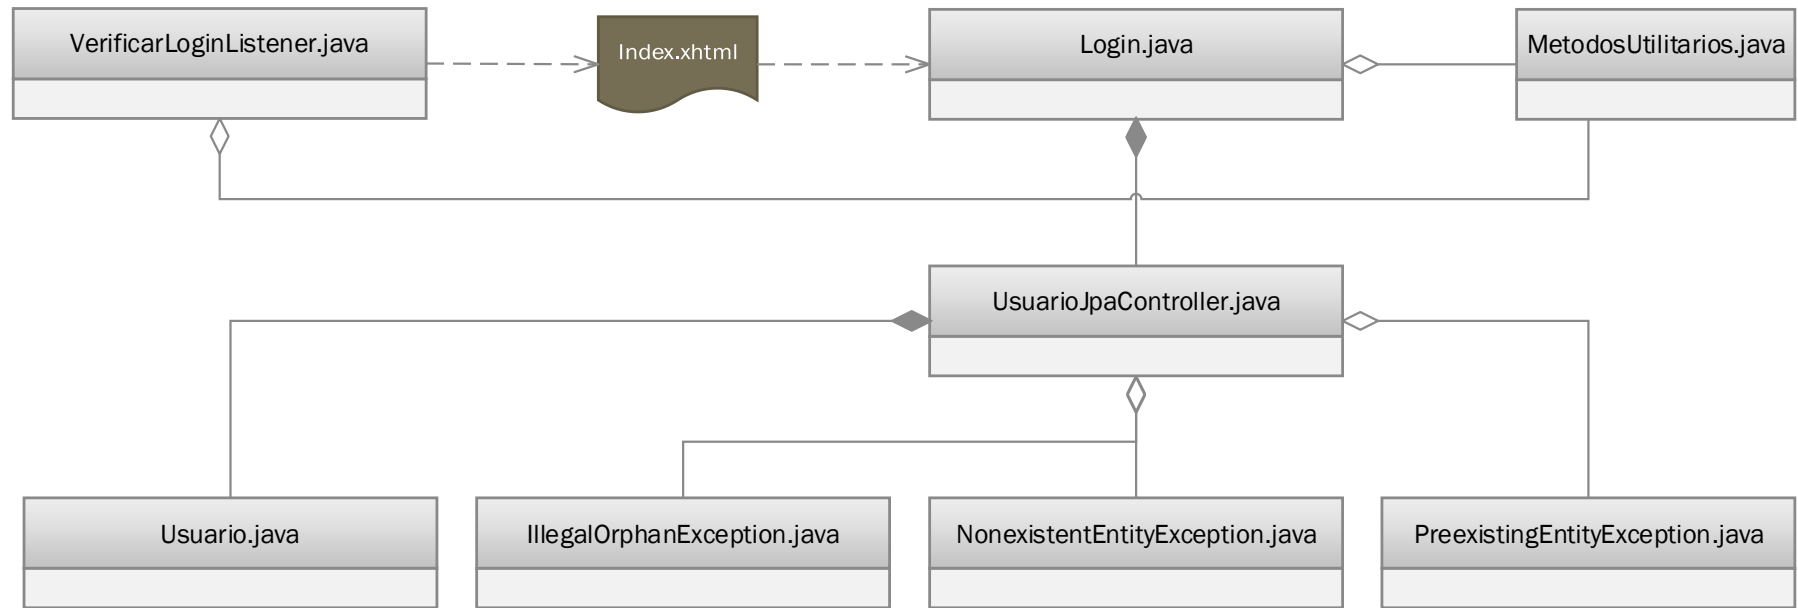 VerificarLoginListener.java
Index.xhtml
Login.java
MetodosUtilitarios.java
UsuarioJpaController.java
Usuario.java
IllegalOrphanException.java
NonexistentEntityException.java
PreexistingEntityException.java